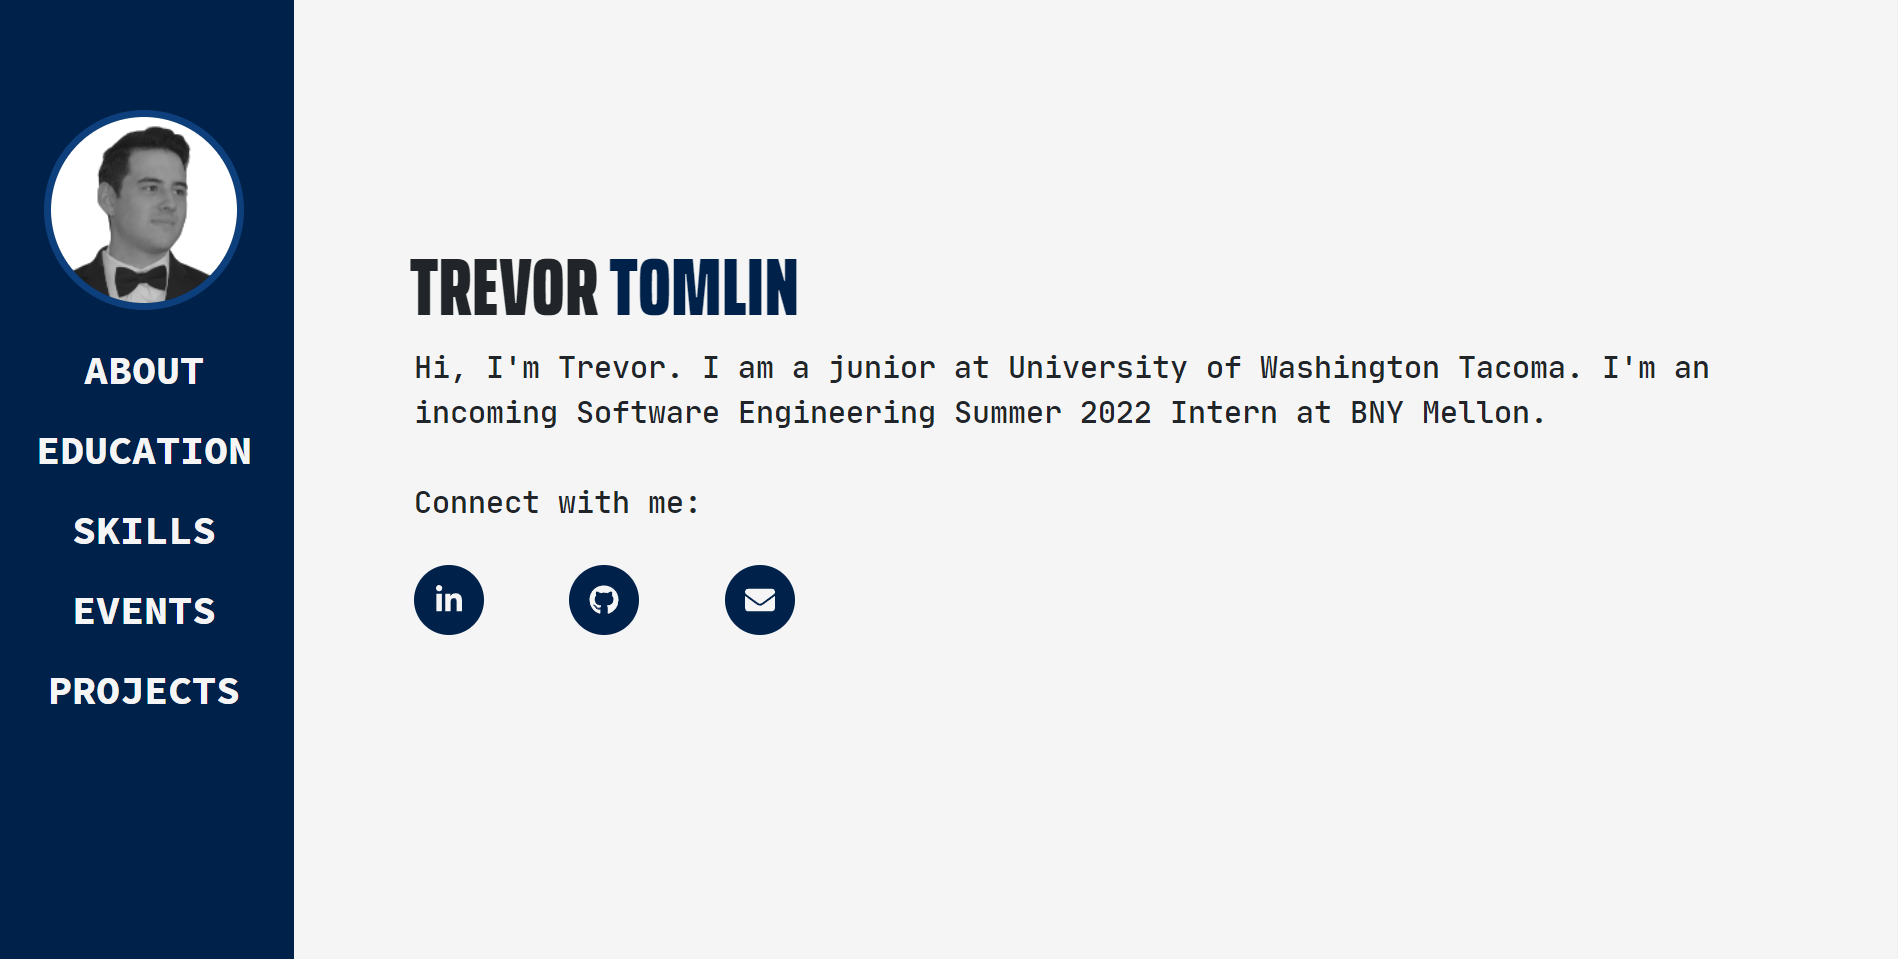 ABOUT
EDUCATION
SKILLS
EVENTS
PROJECTS
TREVOR TOMLIN
Hi, I'm Trevor. I am a junior at University of Washington Tacoma. I'm an
incoming Software Engineering Summer 2022 Intern at BNY Mellon.
Connect with me:
in